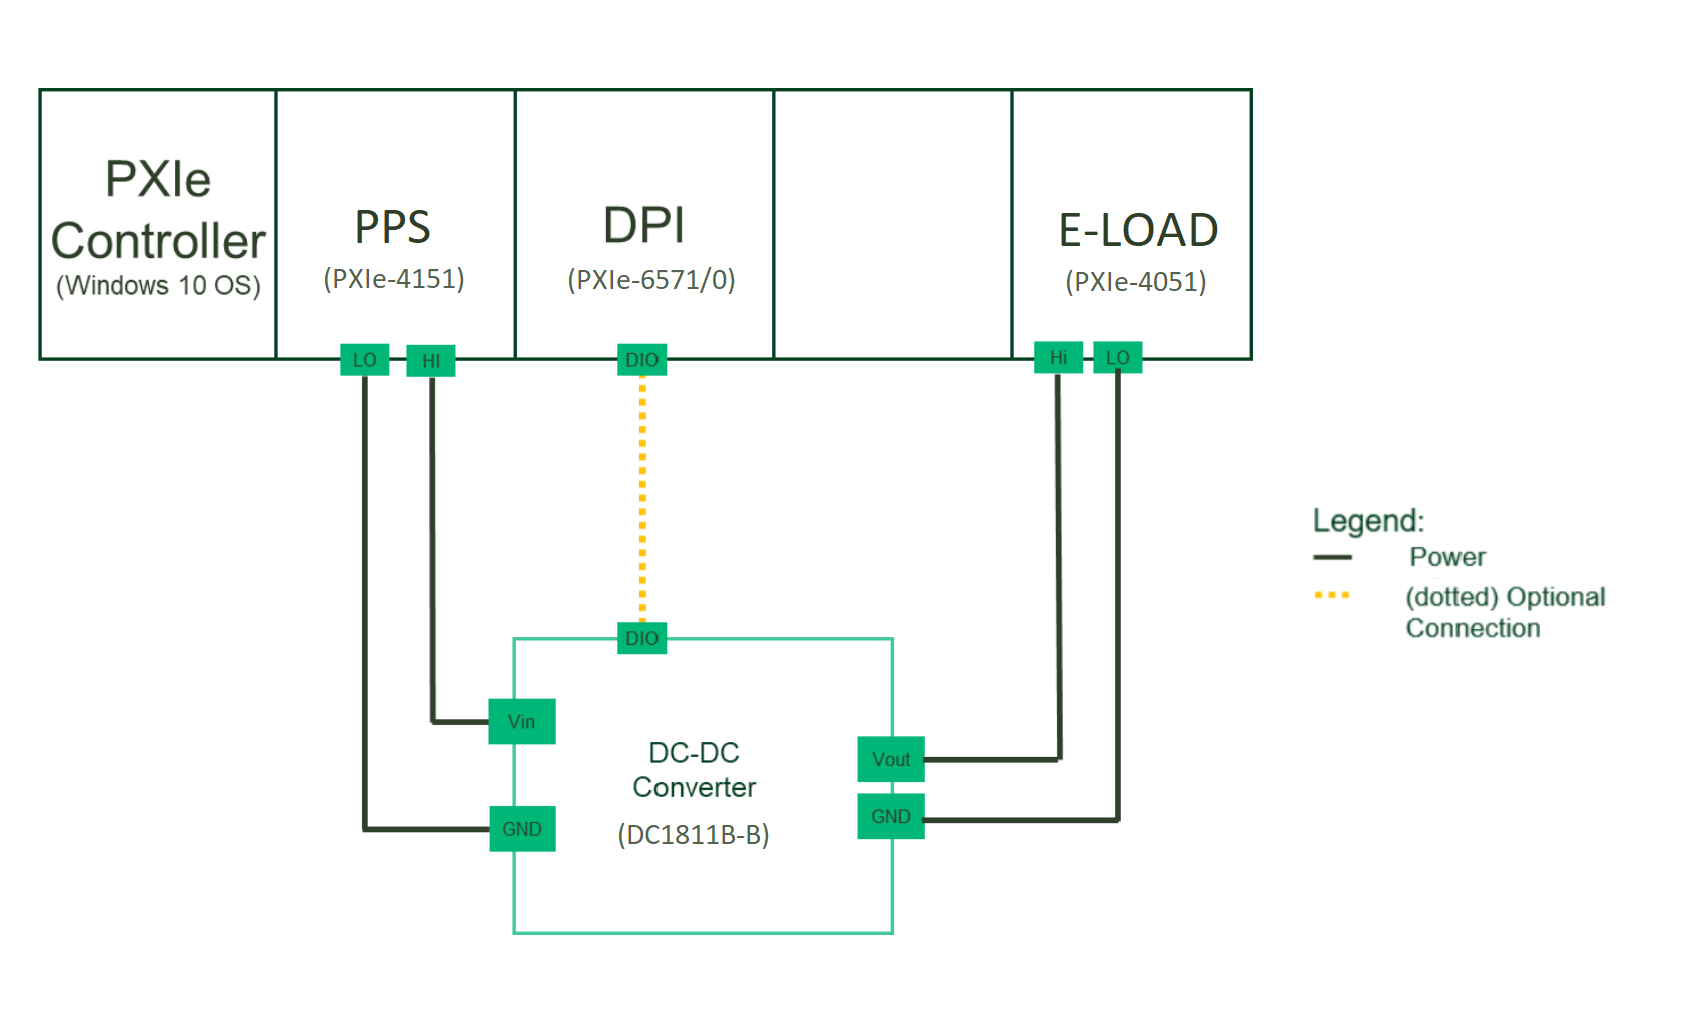 PXIe
Controller
(Windows 10 OS)
PPS
(PXIe-4151)
DPI
(PXIe-6571/0)
E-LOAD
(PXIe-4051)
LO
HI
DIO
Hi
LO
Legend:
Power
(dotted) Optional
Connection
DIO
Vin
GND
DC-DC
Converter
(DC1811B-B)
Vout
GND